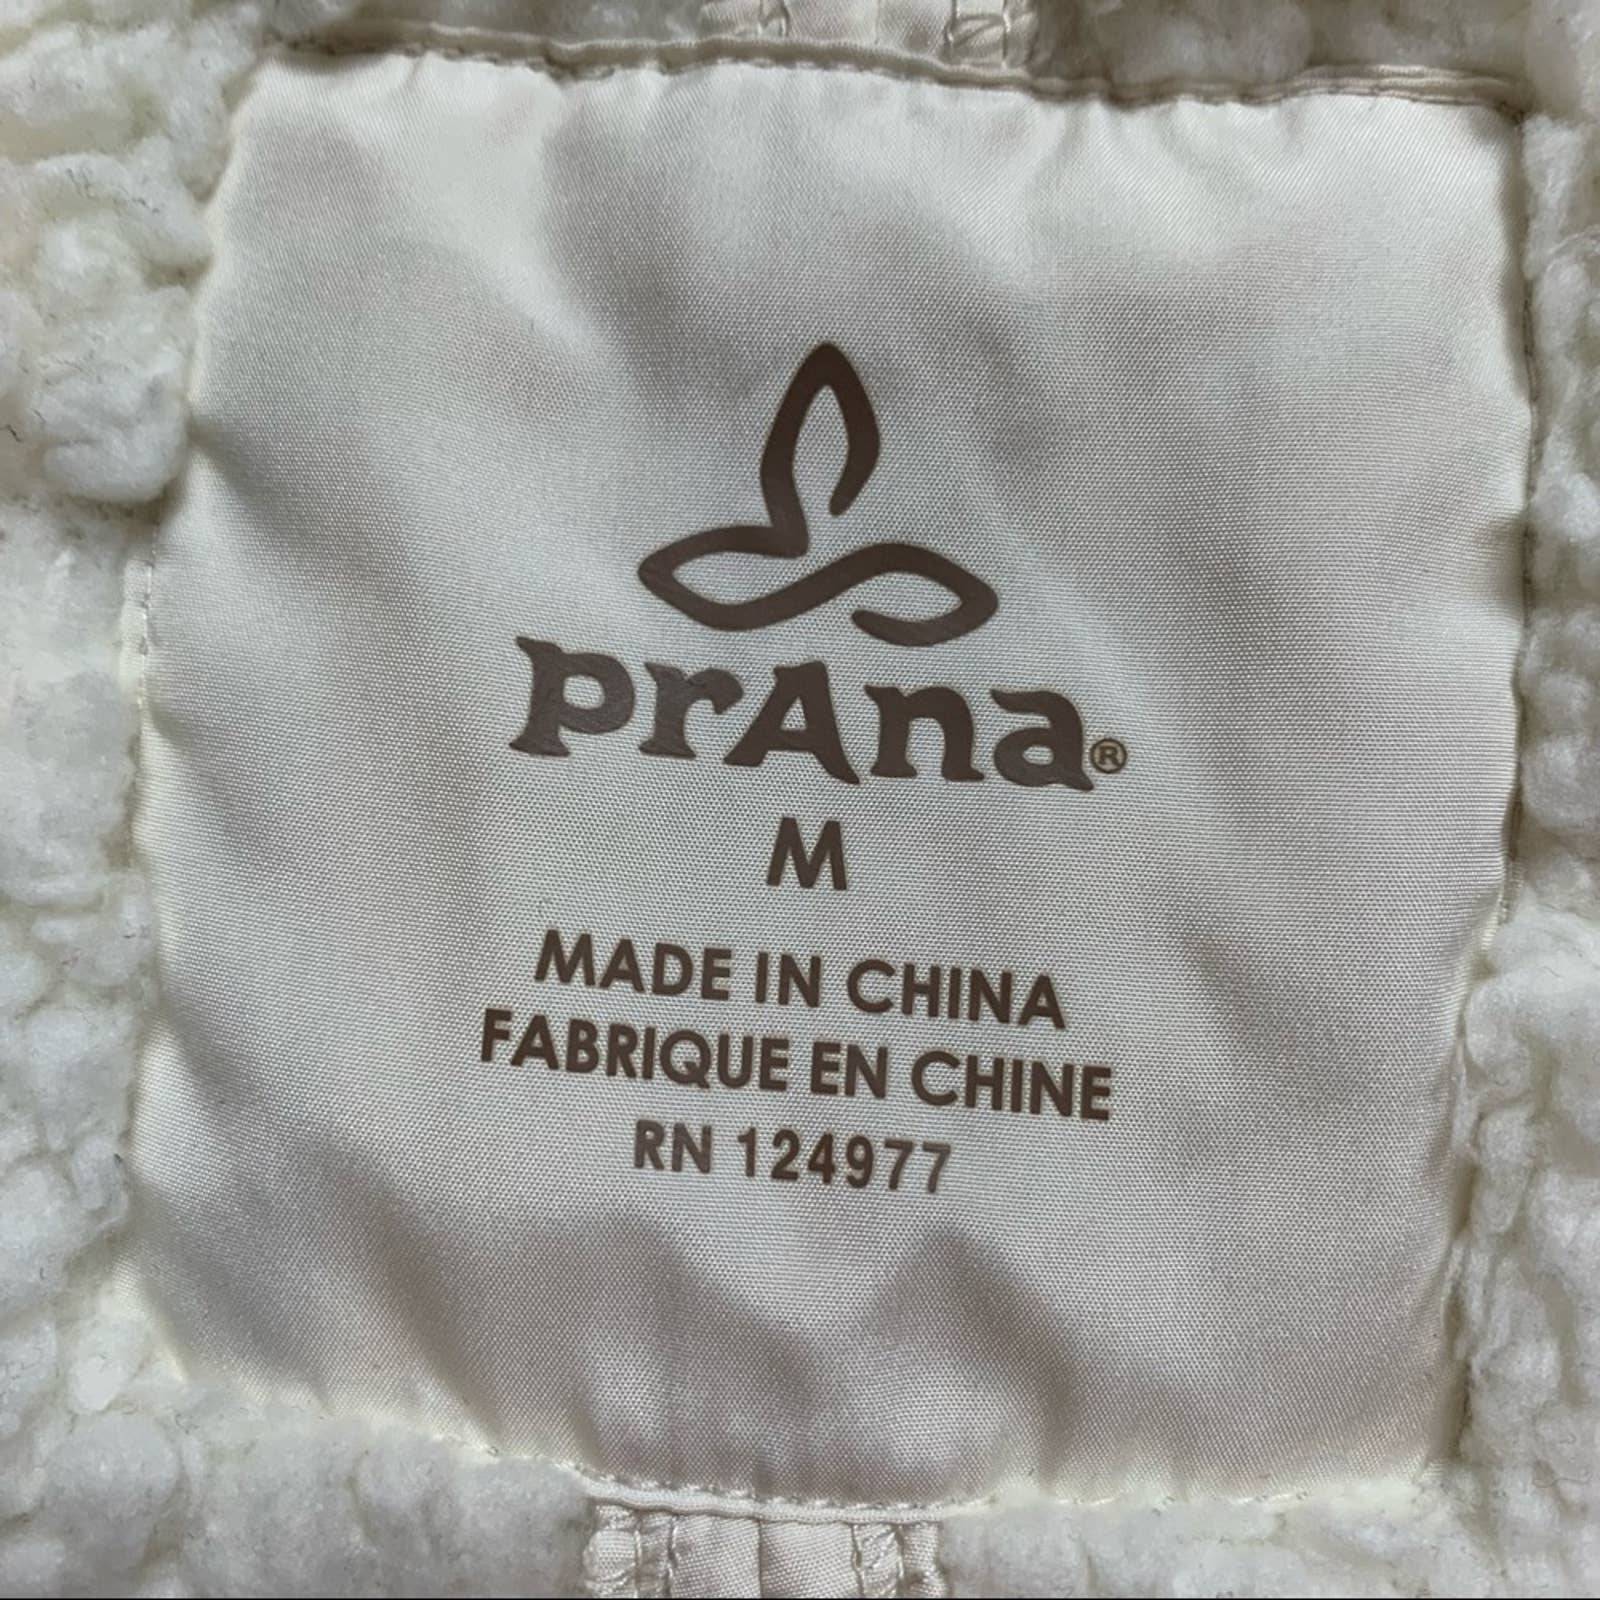 prAna®
M
MADE IN CHINA
FABRIQUE EN CHINE
RN 124977